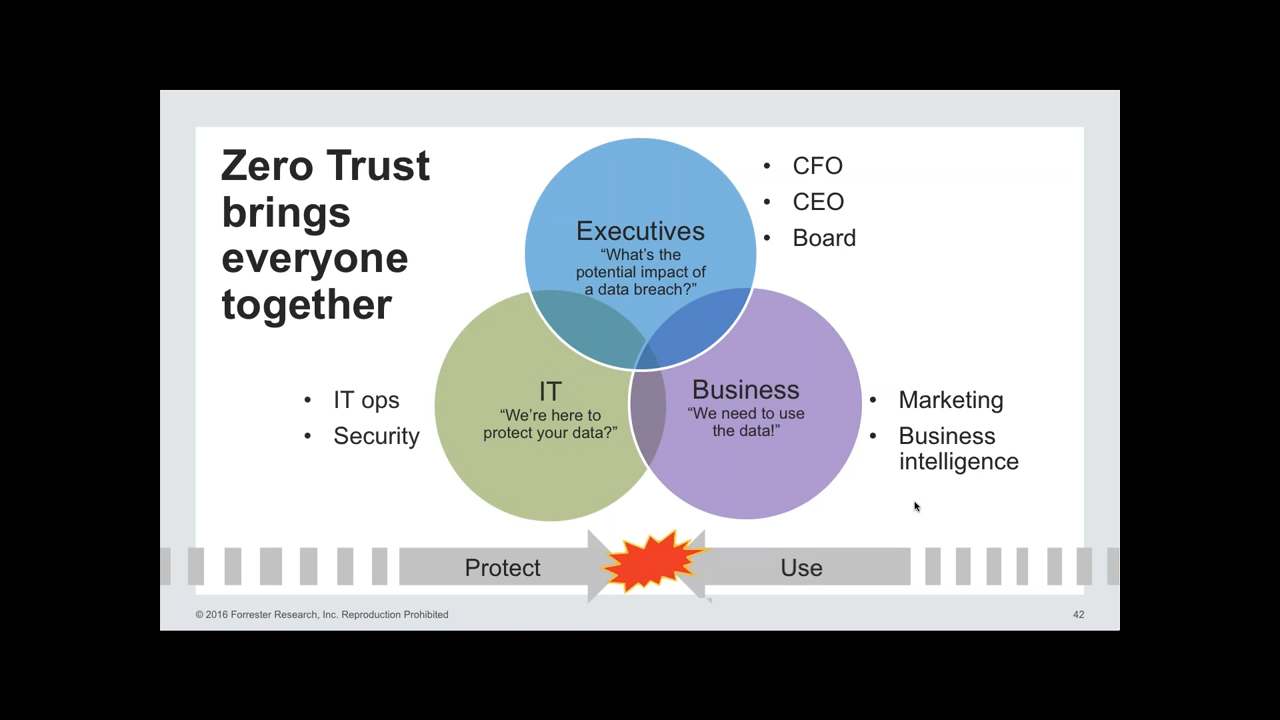 Zero Trust
brings
everyone
together
Executives
“What’s the
potential impact of
a data breach?”
• CFO
• CEO
• Board
• IT ops
• Security
IT
“We’re here to
protect your data?”
Business
“We need to use
the data!”
• Marketing
• Business
intelligence
Protect
Use
© 2016 Forrester Research, Inc. Reproduction Prohibited
42